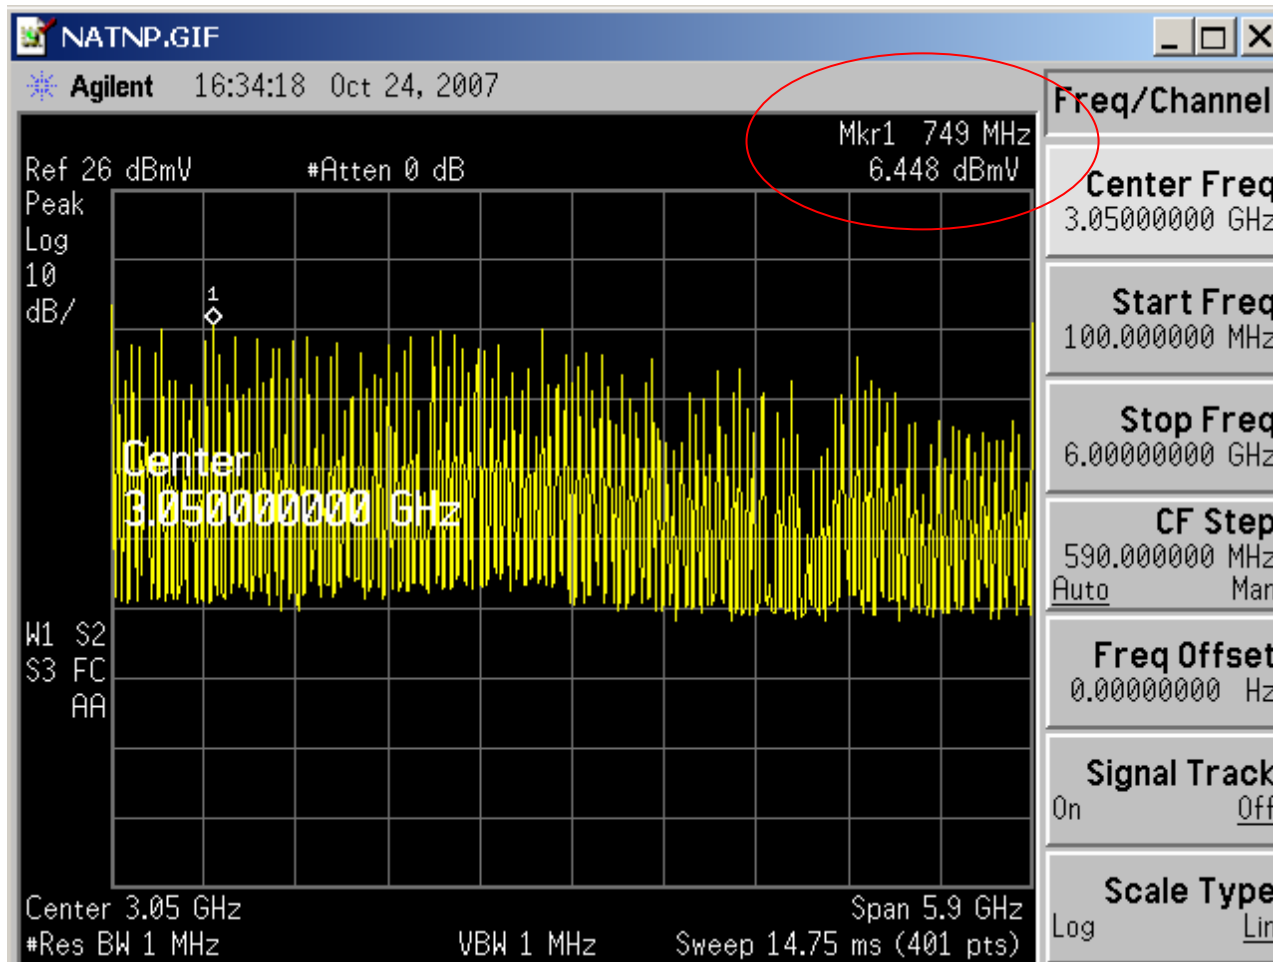 NATNP.GIF
Agilent 16:34:18 Oct 24, 2007
Mkr1 749 MHz
Ref 26 dBmV #Atten 0 dB 6.448 dBmV
Peak
Log
10
dB/
1
Center
3.050000000 GHz
W1 S2
S3 FC
AA
Center 3.05 GHz Span 5.9 GHz
#Res BW 1 MHz VBW 1 MHz Sweep 14.75 ms (401 pts)
Freq/Channel
Center Freq
3.05000000 GHz
Start Freq
100.000000 MHz
Stop Freq
6.00000000 GHz
CF Step
590.000000 MHz
Auto Man
Freq Offset
0.00000000 Hz
Signal Track
On Off
Scale Type
Log Lin